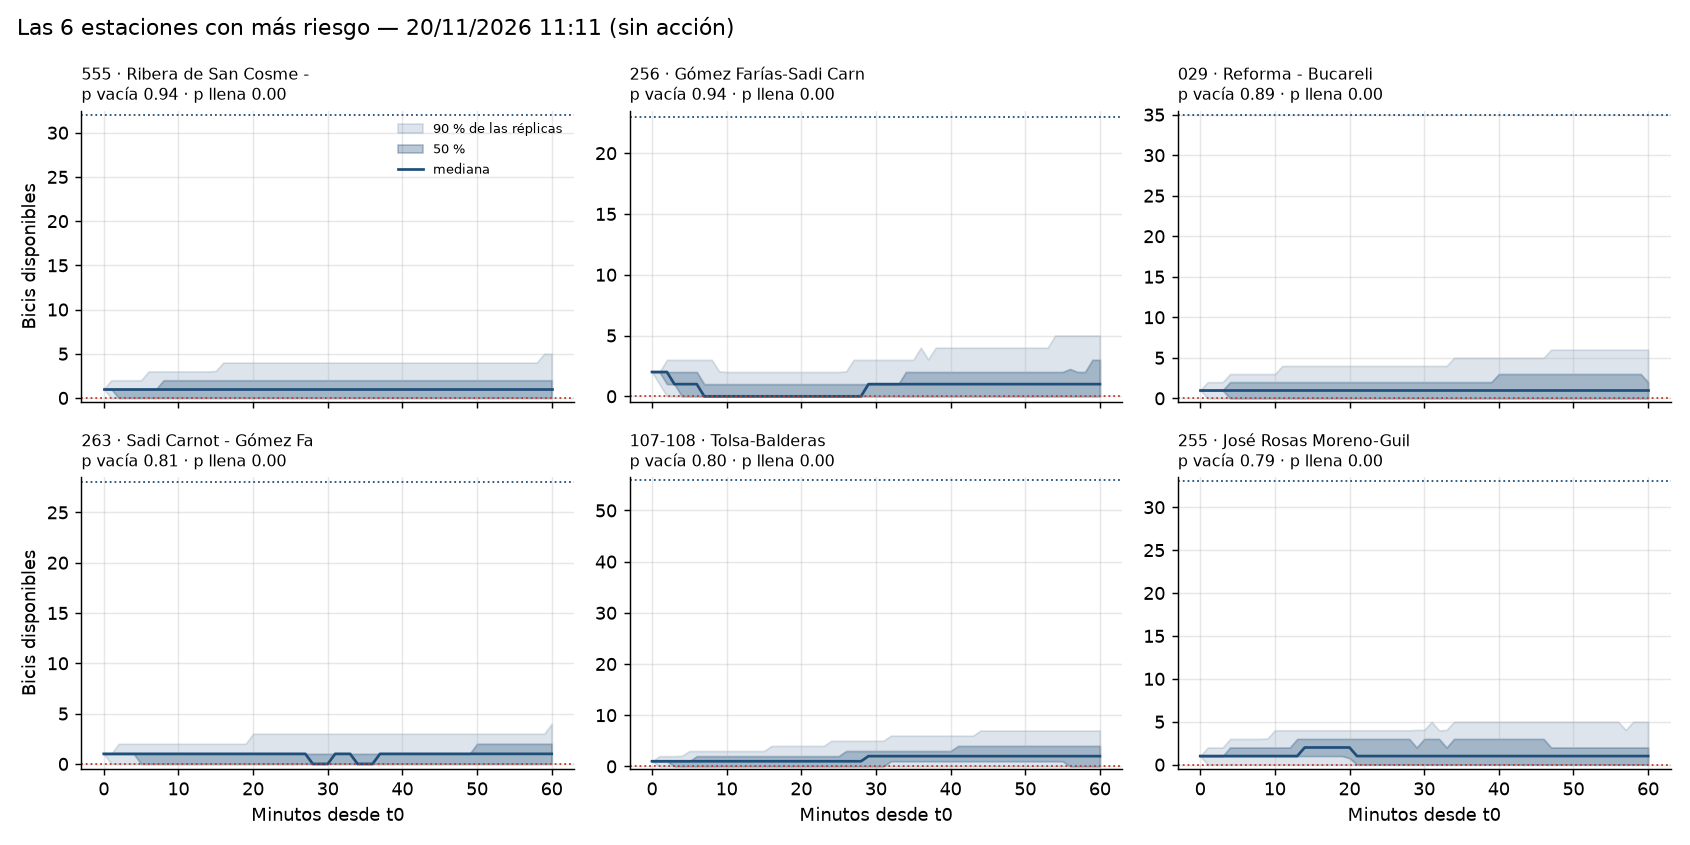 Las 6 estaciones con más riesgo — 20/11/2026 11:11 (sin acción)
555 · Ribera de San Cosme -
p vacía 0.94 · p llena 0.00
90 % de las réplicas
50 %
mediana
Bicis disponibles
30
25
20
15
10
5
0
256 · Gómez Farías-Sadi Carn
p vacía 0.94 · p llena 0.00
20
15
10
5
0
029 · Reforma - Bucareli
p vacía 0.89 · p llena 0.00
35
30
25
20
15
10
5
0
263 · Sadi Carnot - Gómez Fa
p vacía 0.81 · p llena 0.00
Bicis disponibles
25
20
15
10
5
0
0 10 20 30 40 50 60
Minutos desde t0
107-108 · Tolsa-Balderas
p vacía 0.80 · p llena 0.00
50
40
30
20
10
0
0 10 20 30 40 50 60
Minutos desde t0
255 · José Rosas Moreno-Guil
p vacía 0.79 · p llena 0.00
30
25
20
15
10
5
0
0 10 20 30 40 50 60
Minutos desde t0